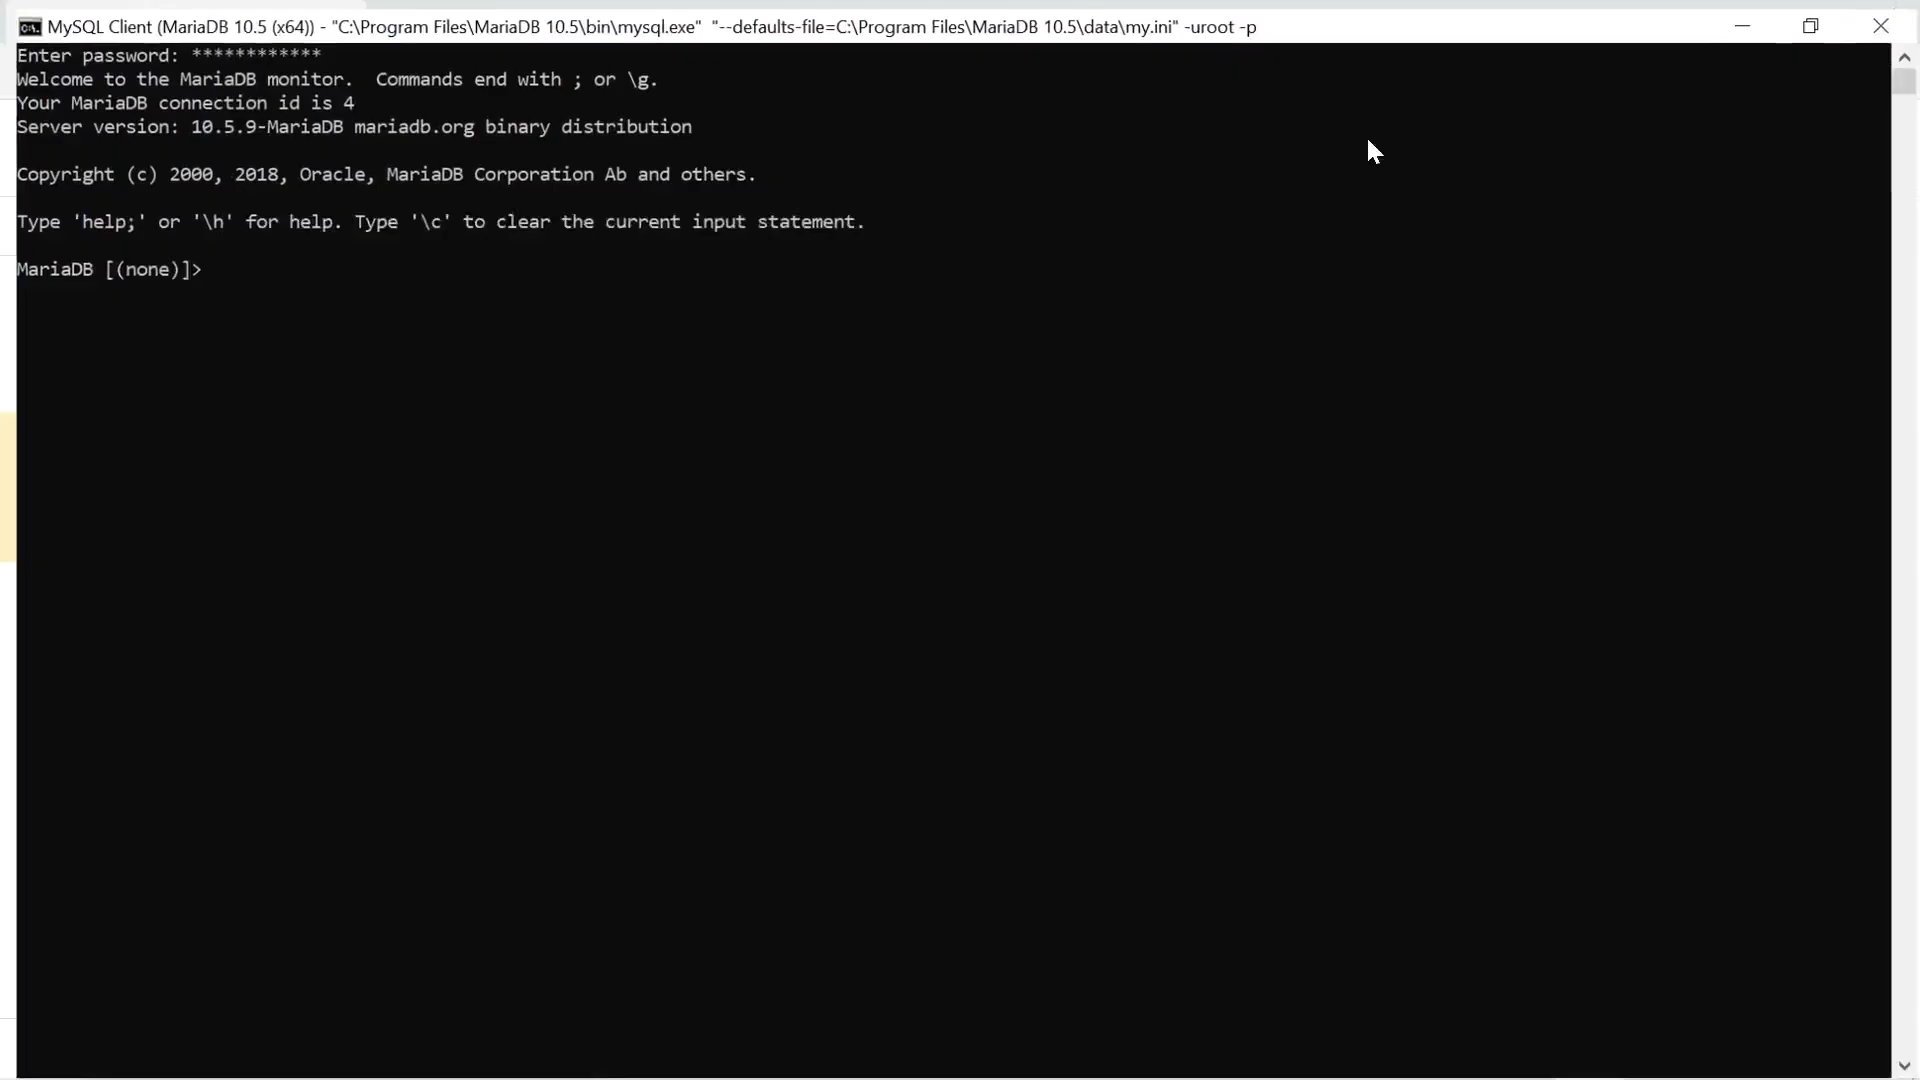 MySQL Client (MariaDB 10.5 (x64)) - "C:\Program Files\MariaDB 10.5\bin\mysql.exe"  "--defaults-file=C:\Program Files\MariaDB 10.5\data\my.ini" -uroot -p
Enter password: ************
Welcome to the MariaDB monitor.  Commands end with ; or \g.
Your MariaDB connection id is 4
Server version: 10.5.9-MariaDB mariadb.org binary distribution
Copyright (c) 2000, 2018, Oracle, MariaDB Corporation Ab and others.
Type 'help;' or '\h' for help. Type '\c' to clear the current input statement.
MariaDB [(none)]>